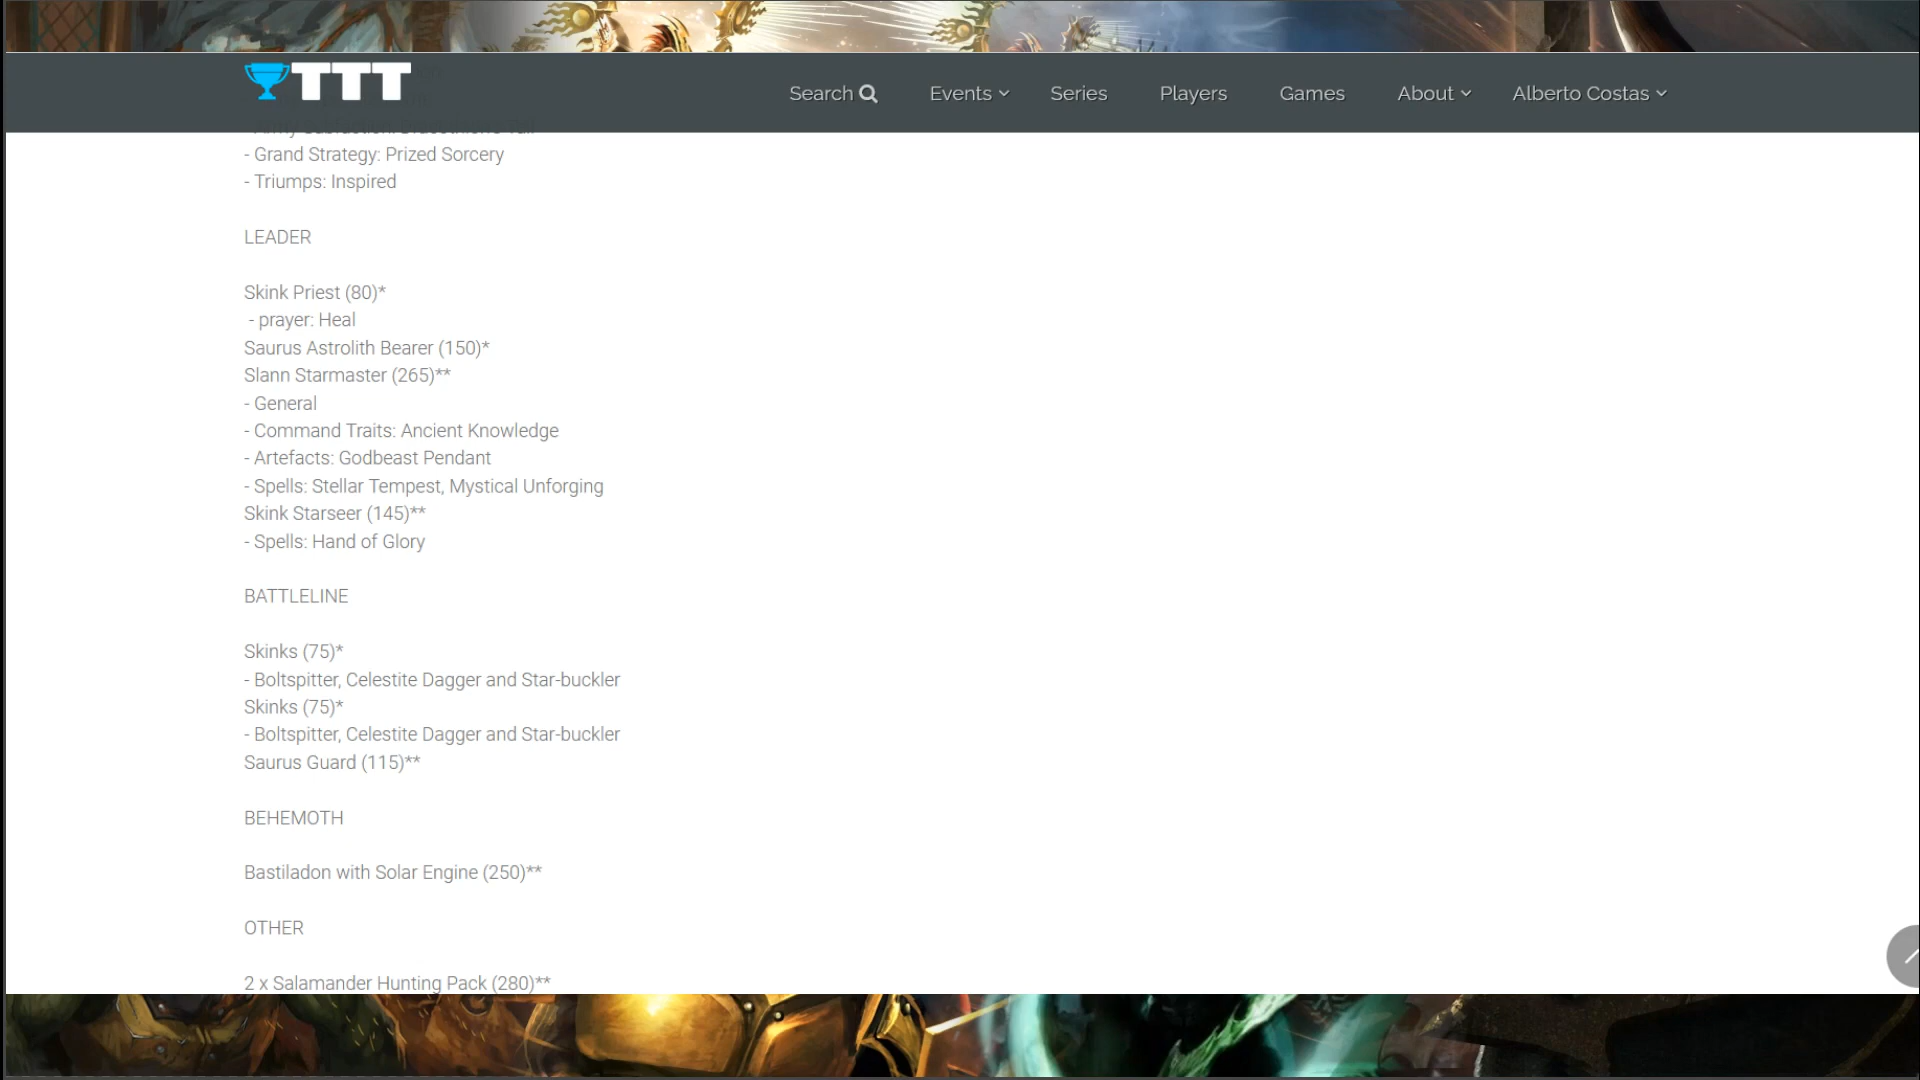 TTT
Search
Events
Series
Players
Games
About
Alberto Costas
- Grand Strategy: Prized Sorcery
- Triumps: Inspired
LEADER
Skink Priest (80)*
- prayer: Heal
Saurus Astrolith Bearer (150)*
Slann Starmaster (265)**
- General
- Command Traits: Ancient Knowledge
- Artefacts: Godbeast Pendant
- Spells: Stellar Tempest, Mystical Unforging
Skink Starseer (145)**
- Spells: Hand of Glory
BATTLELINE
Skinks (75)*
- Boltspitter, Celestite Dagger and Star-buckler
Skinks (75)*
- Boltspitter, Celestite Dagger and Star-buckler
Saurus Guard (115)**
BEHEMOTH
Bastiladon with Solar Engine (250)**
OTHER
2 x Salamander Hunting Pack (280)**